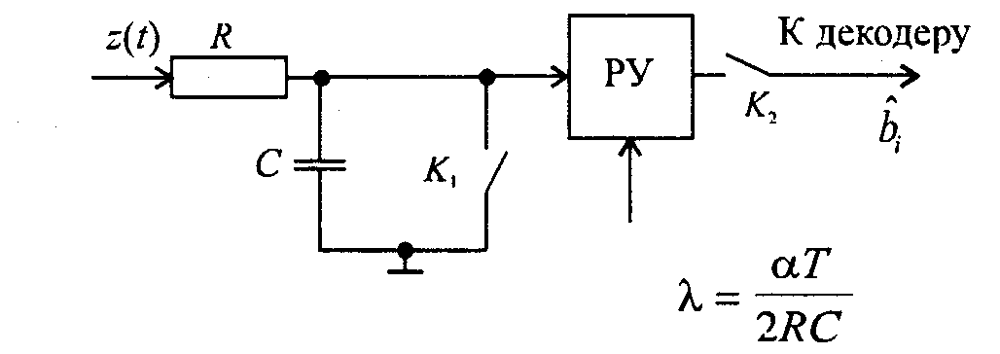 z(t) R РУ К декодеру
K₂
b̂ᵢ
C K₁
λ = αT / 2RC